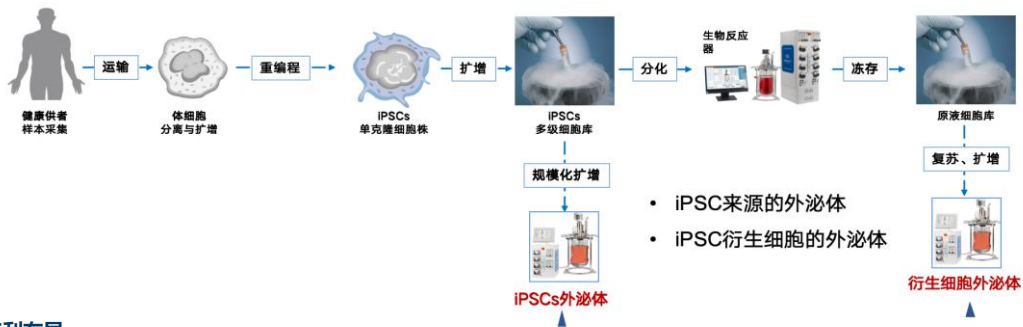 运输
重编程
扩增
分化
生物反应
器
冻存
健康供者
样本采集
体细胞
分离与扩增
iPSCs
单克隆细胞株
iPSCs
多级细胞库
原液细胞库
规模化扩增
复苏、扩增
• iPSC来源的外泌体
• iPSC衍生细胞的外泌体
iPSCs外泌体
衍生细胞外泌体